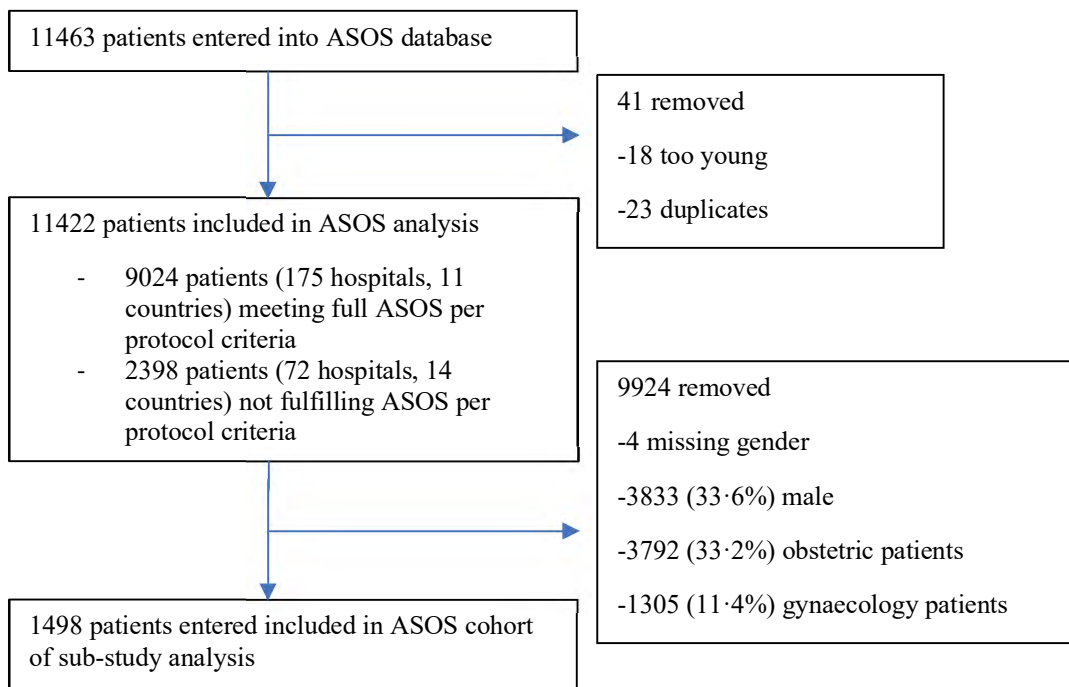 11463 patients entered into ASOS database
41 removed
-18 too young
-23 duplicates
11422 patients included in ASOS analysis
- 9024 patients (175 hospitals, 11
countries) meeting full ASOS per
protocol criteria
- 2398 patients (72 hospitals, 14
countries) not fulfilling ASOS per
protocol criteria
9924 removed
-4 missing gender
-3833 (33·6%) male
-3792 (33·2%) obstetric patients
-1305 (11·4%) gynaecology patients
1498 patients entered included in ASOS cohort
of sub-study analysis